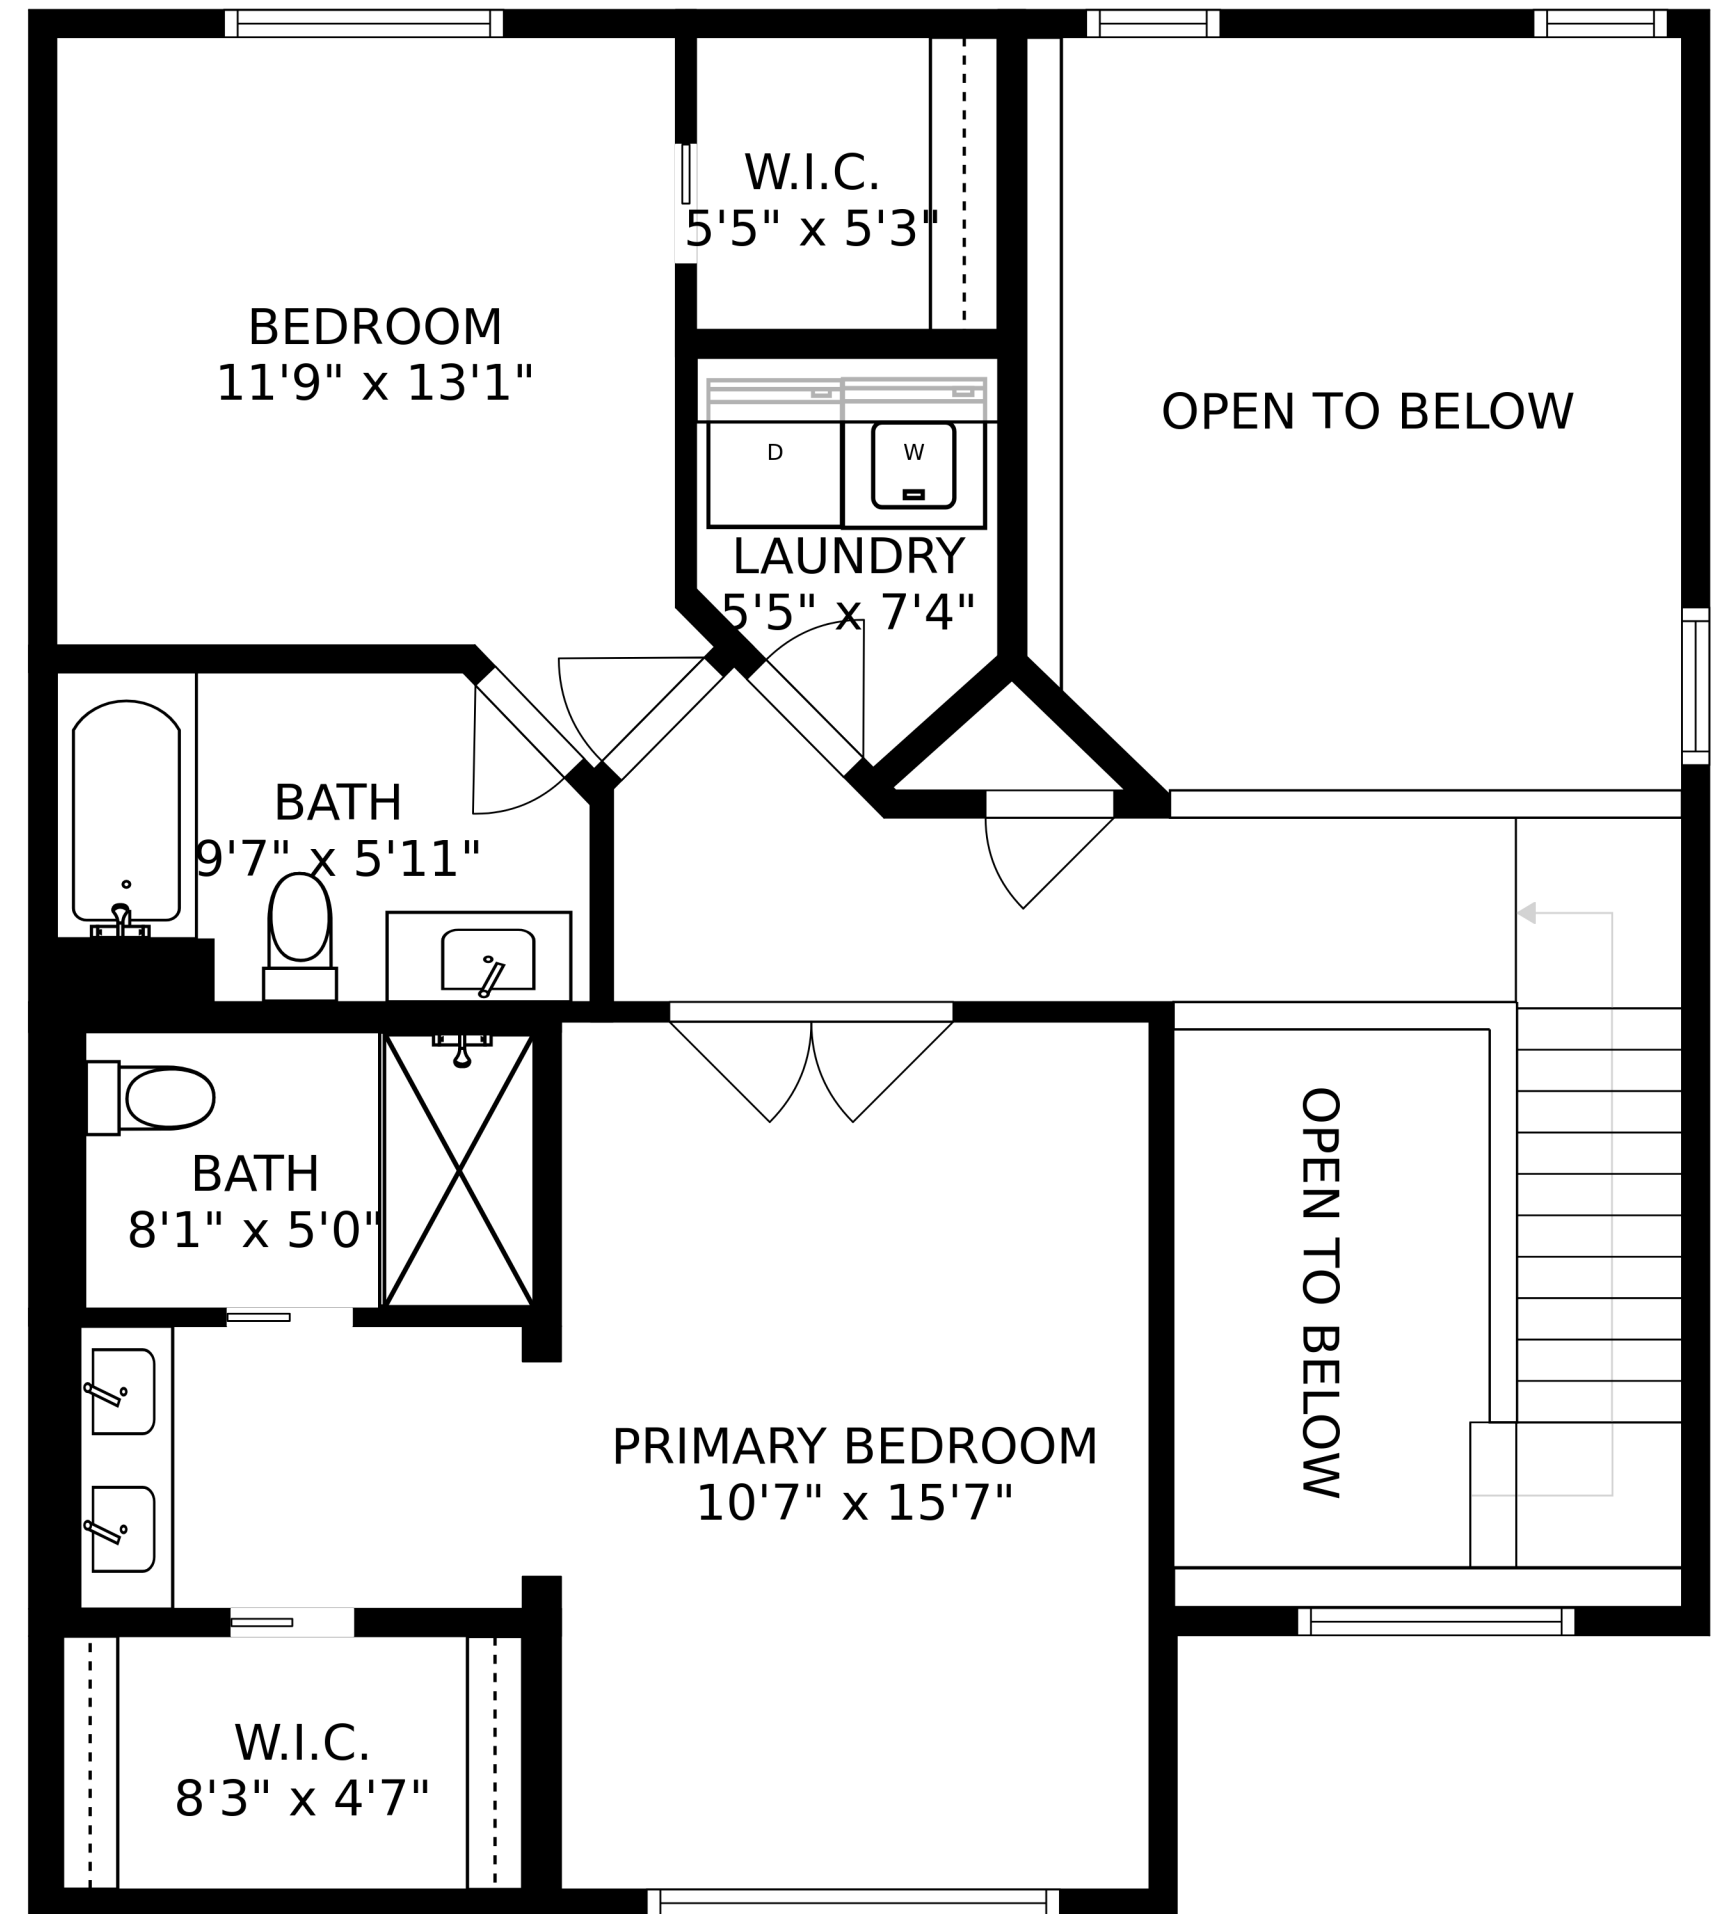 W.I.C.
5'5" x 5'3"
BEDROOM
11'9" x 13'1"
OPEN TO BELOW
D
W
LAUNDRY
5'5" x 7'4"
BATH
9'7" x 5'11"
BATH
8'1" x 5'0"
OPEN TO BELOW
PRIMARY BEDROOM
10'7" x 15'7"
W.I.C.
8'3" x 4'7"